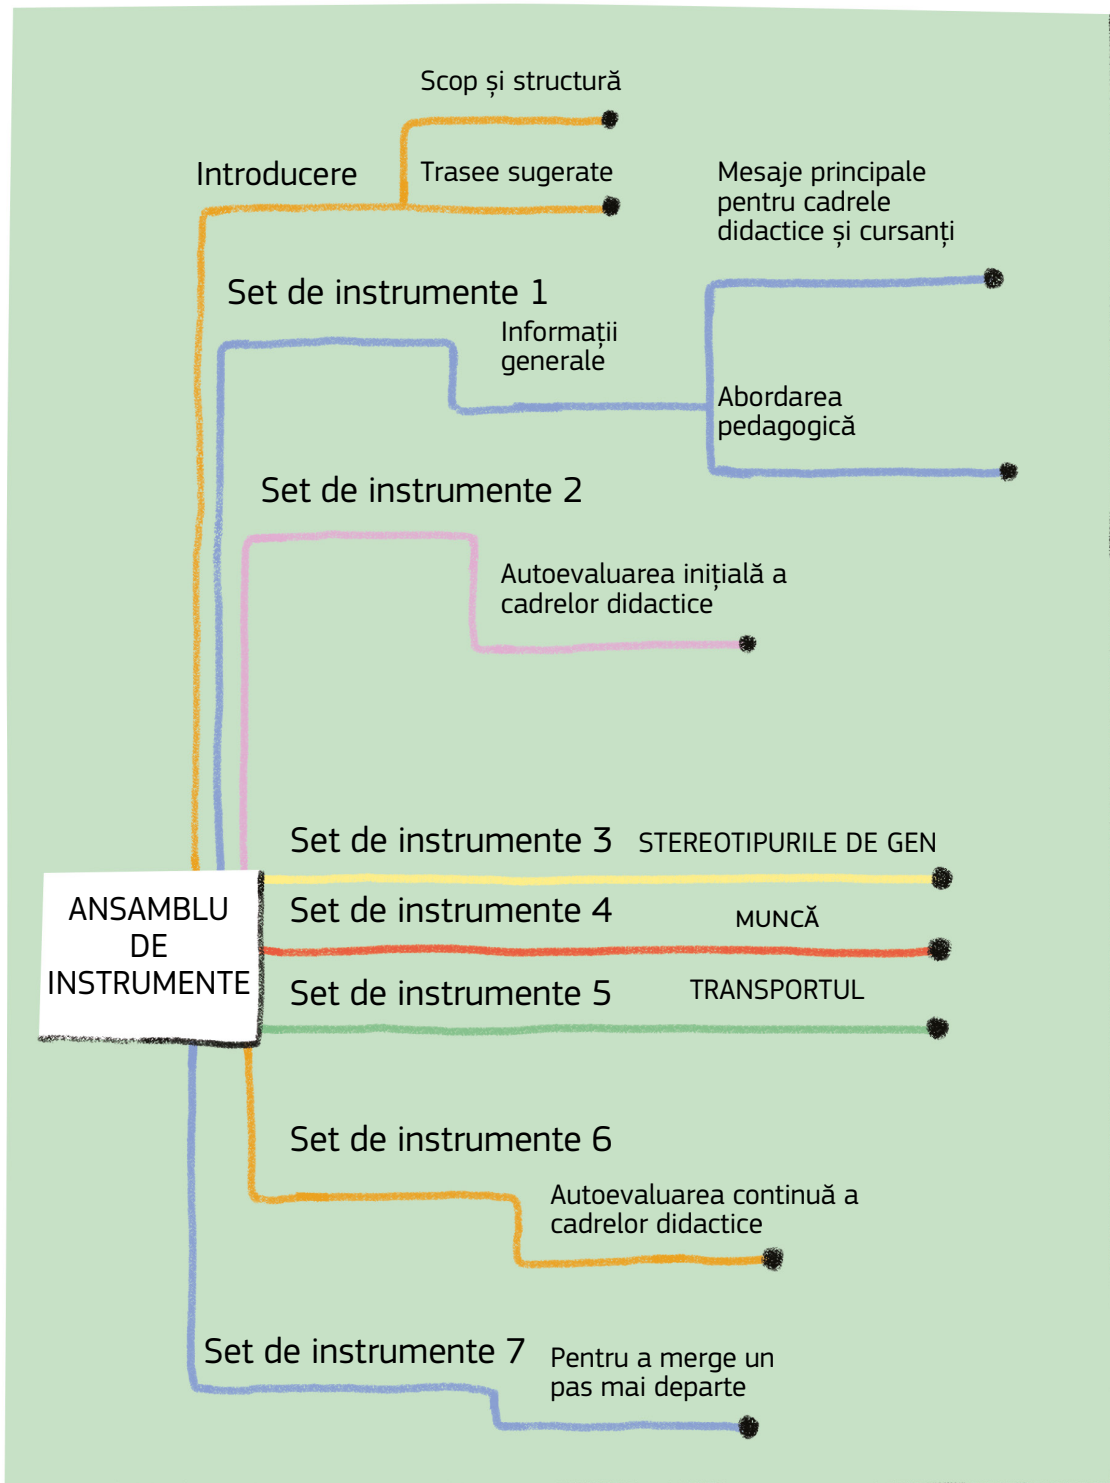 Scop și structură
Introducere
Trasee sugerate
Mesaje principale
pentru cadrele
didactice și cursanți
Set de instrumente 1
Informații
generale
Abordarea
pedagogică
Set de instrumente 2
Autoevaluarea inițială a
cadrelor didactice
Set de instrumente 3
STEREOTIPURILE DE GEN
ANSAMBLU
DE
INSTRUMENTE
Set de instrumente 4
MUNCĂ
Set de instrumente 5
TRANSPORTUL
Set de instrumente 6
Autoevaluarea continuă a
cadrelor didactice
Set de instrumente 7
Pentru a merge un
pas mai departe